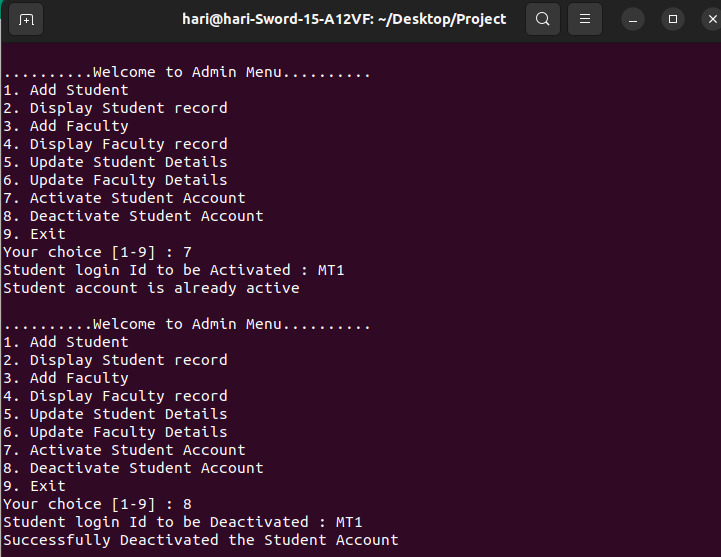 hari@hari-Sword-15-A12VF: ~/Desktop/Project
..........Welcome to Admin Menu..........
1. Add Student
2. Display Student record
3. Add Faculty
4. Display Faculty record
5. Update Student Details
6. Update Faculty Details
7. Activate Student Account
8. Deactivate Student Account
9. Exit
Your choice [1-9] : 7
Student login Id to be Activated : MT1
Student account is already active
..........Welcome to Admin Menu..........
1. Add Student
2. Display Student record
3. Add Faculty
4. Display Faculty record
5. Update Student Details
6. Update Faculty Details
7. Activate Student Account
8. Deactivate Student Account
9. Exit
Your choice [1-9] : 8
Student login Id to be Deactivated : MT1
Successfully Deactivated the Student Account